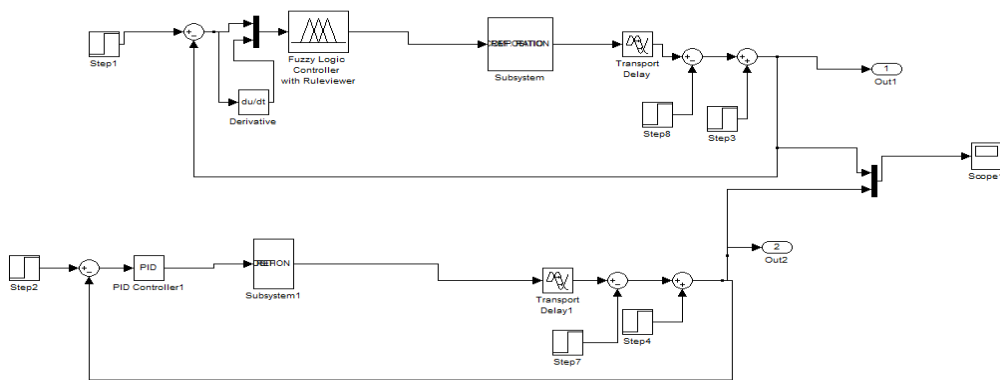 Step1
du/dt
Derivative
Fuzzy Logic
Controller
with Ruleviewer
Subsystem
Transport
Delay
Step8
Step3
1
Out1
Scope1
Step2
PID
PID Controller1
Subsystem1
Transport
Delay1
Step7
Step4
2
Out2